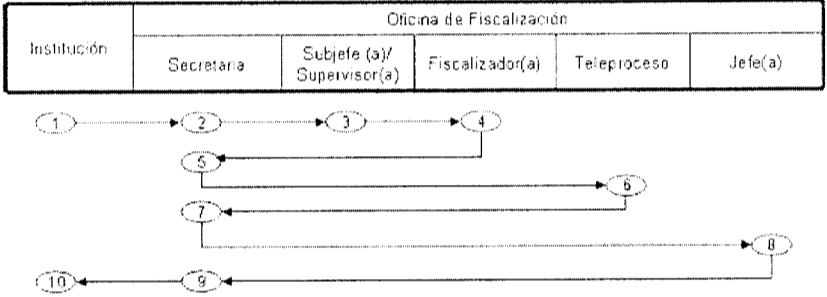 Oficina de Fiscalización
Institución
Secretaria
Subjefe (a)/
Supervisor(a)
Fiscalizador(a)
Teleproceso
Jefe(a)
1
2
3
4
5
6
7
8
10
9